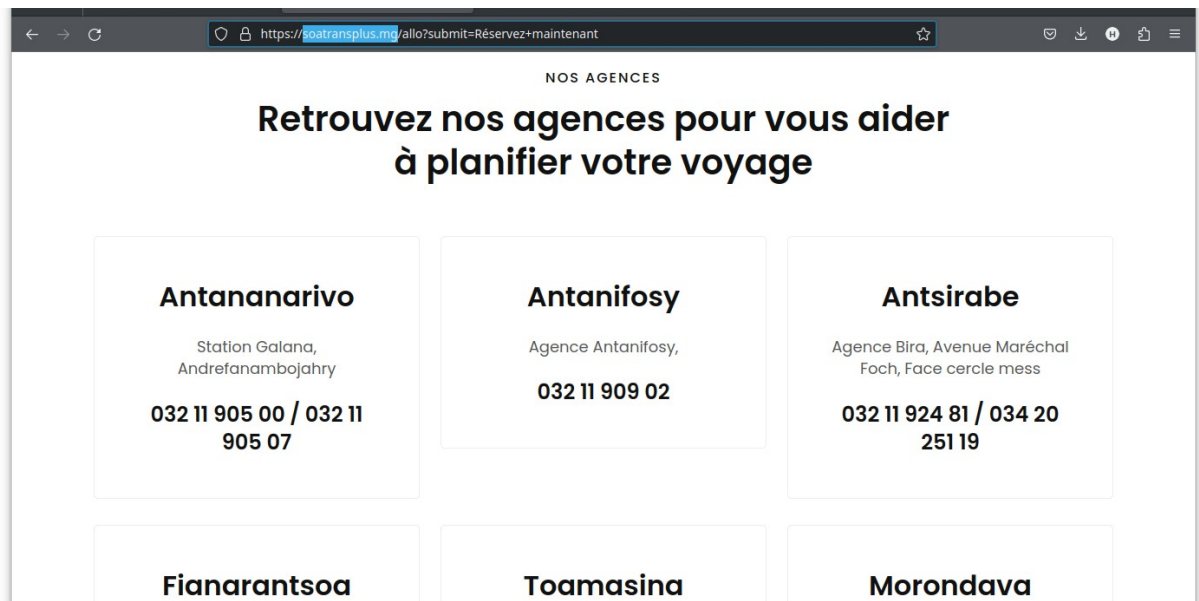 https://soatransplus.mg/allo?submit=Réservez+maintenant
NOS AGENCES
Retrouvez nos agences pour vous aider
à planifier votre voyage
Antananarivo
Station Galana,
Andrefanambojahry
032 11 905 00 / 032 11
905 07
Antanifosy
Agence Antanifosy,
032 11 909 02
Antsirabe
Agence Bira, Avenue Maréchal
Foch, Face cercle mess
032 11 924 81 / 034 20
251 19
Fianarantsoa
Toamasina
Morondava